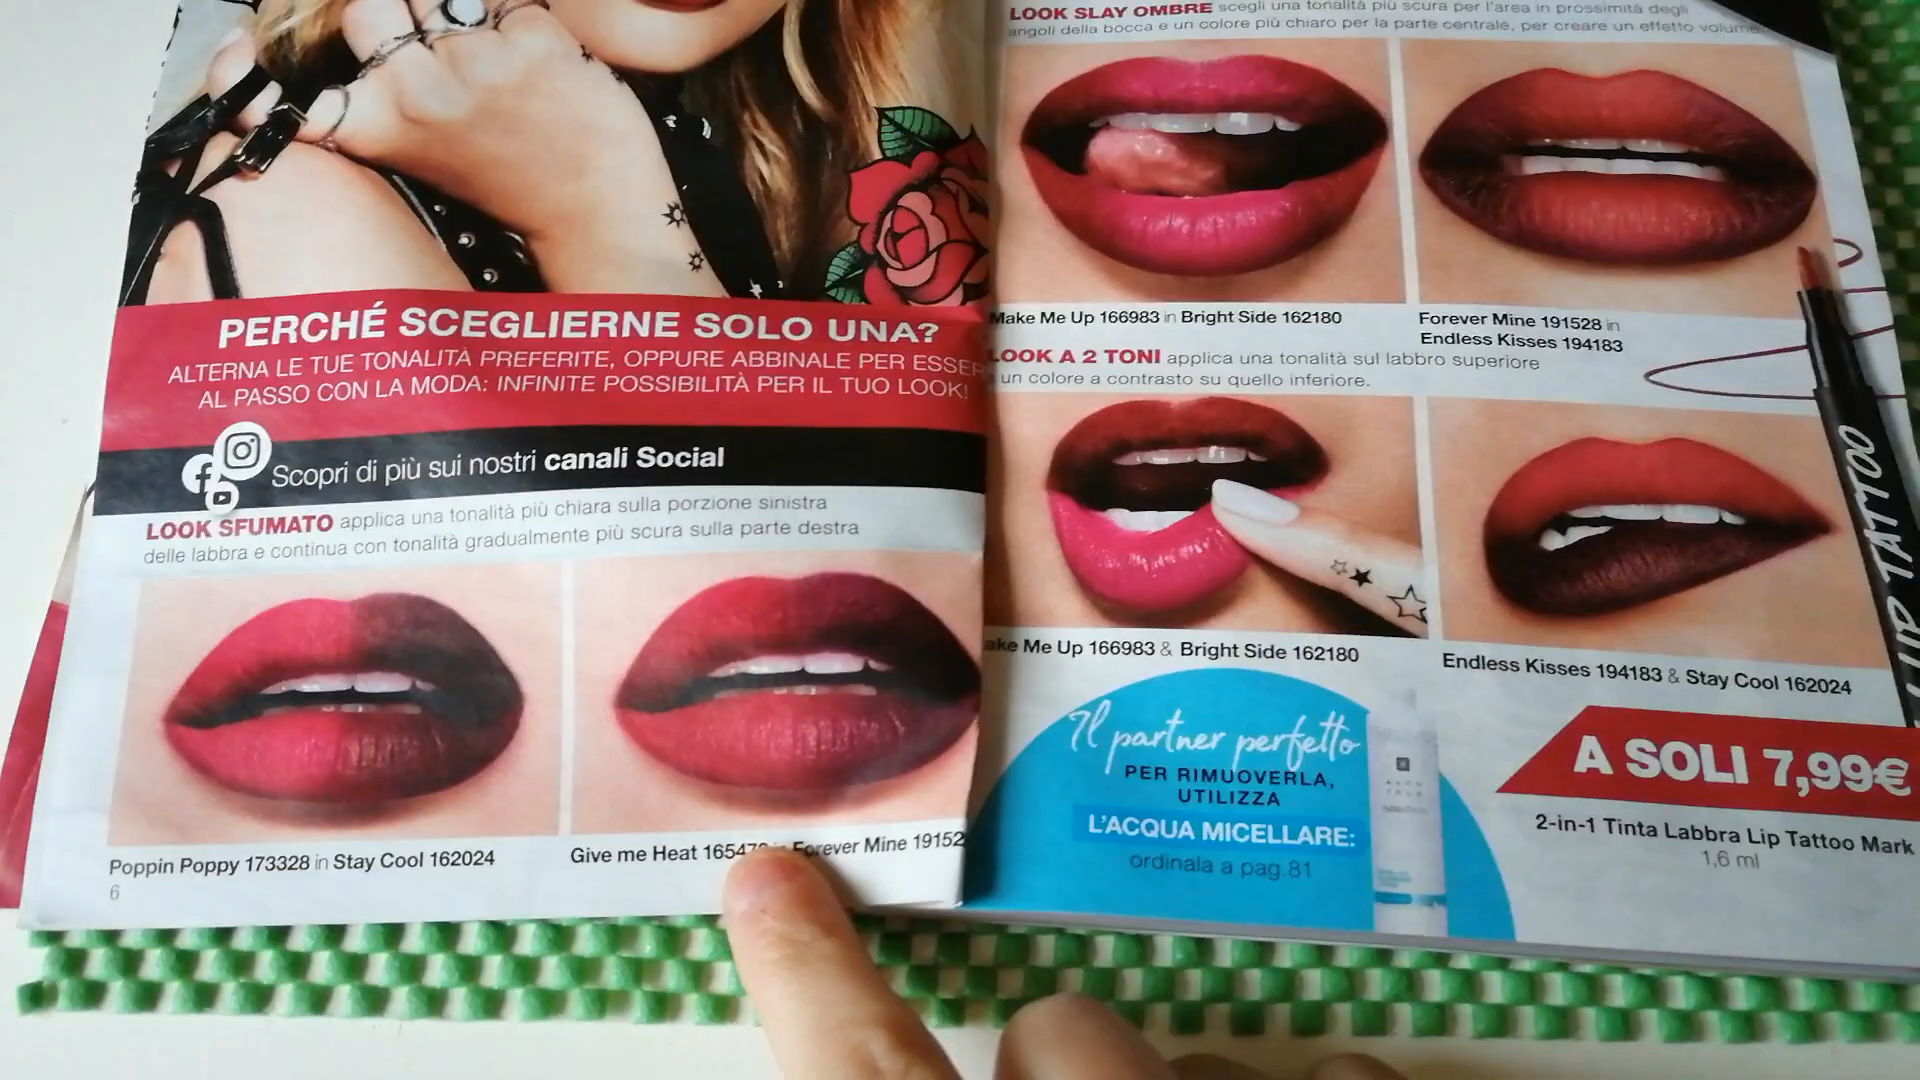 PERCHÉ SCEGLIERNE SOLO UNA?
ALTERNA LE TUE TONALITÀ PREFERITE, OPPURE ABBINALE PER ESSER
AL PASSO CON LA MODA: INFINITE POSSIBILITÀ PER IL TUO LOOK!
Scopri di più sui nostri canali Social
LOOK SFUMATO applica una tonalità più chiara sulla porzione sinistra
delle labbra e continua con tonalità gradualmente più scura sulla parte destra
Poppin Poppy 173328 in Stay Cool 162024
Give me Heat 16547 Forever Mine 19152
6
LOOK SLAY OMBRE scegli una tonalità più scura per l'area in prossimità degli
angoli della bocca e un colore più chiaro per la parte centrale, per creare un effetto volume
Make Me Up 166983 in Bright Side 162180
Forever Mine 191528 in
Endless Kisses 194183
LOOK A 2 TONI applica una tonalità sul labbro superiore
un colore a contrasto su quello inferiore.
ake Me Up 166983 & Bright Side 162180
Endless Kisses 194183 & Stay Cool 162024
LIP TATTOO
Il partner perfetto
PER RIMUOVERLA,
UTILIZZA
L'ACQUA MICELLARE:
ordinala a pag.81
A SOLI 7,99€
2-in-1 Tinta Labbra Lip Tattoo Mark
1,6 ml